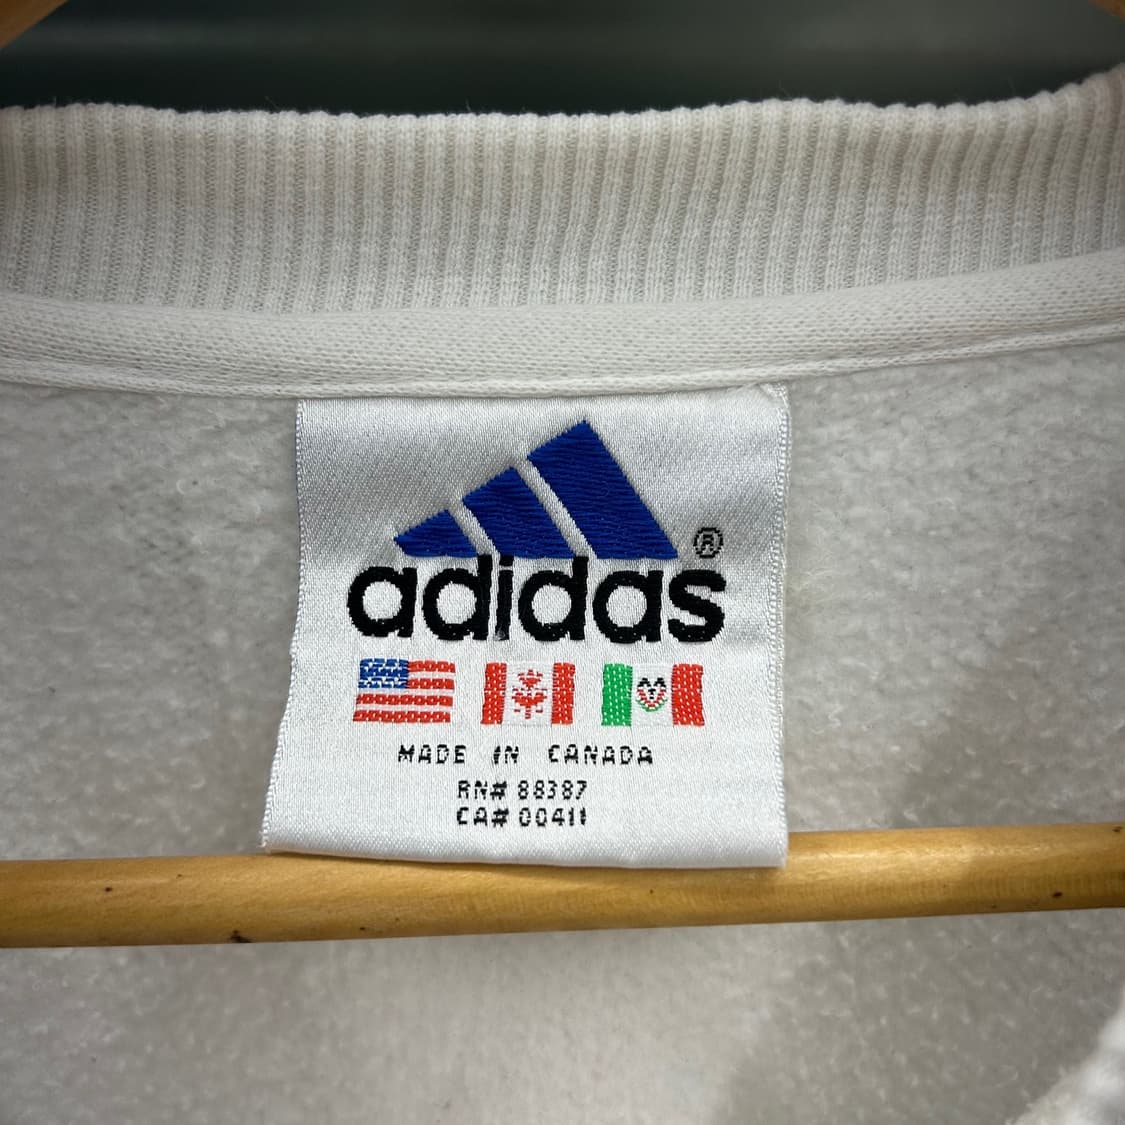 adidas®
MADE IN CANADA
RN# 88387
CA# 00411